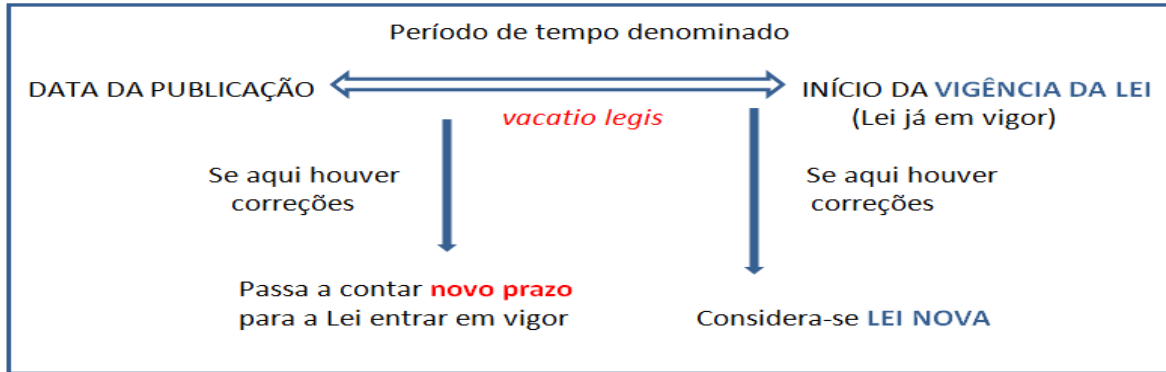 Período de tempo denominado
DATA DA PUBLICAÇÃO
INÍCIO DA VIGÊNCIA DA LEI
(Lei já em vigor)
vacatio legis
Se aqui houver
correções
Se aqui houver
correções
Passa a contar novo prazo
para a Lei entrar em vigor
Considera-se LEI NOVA